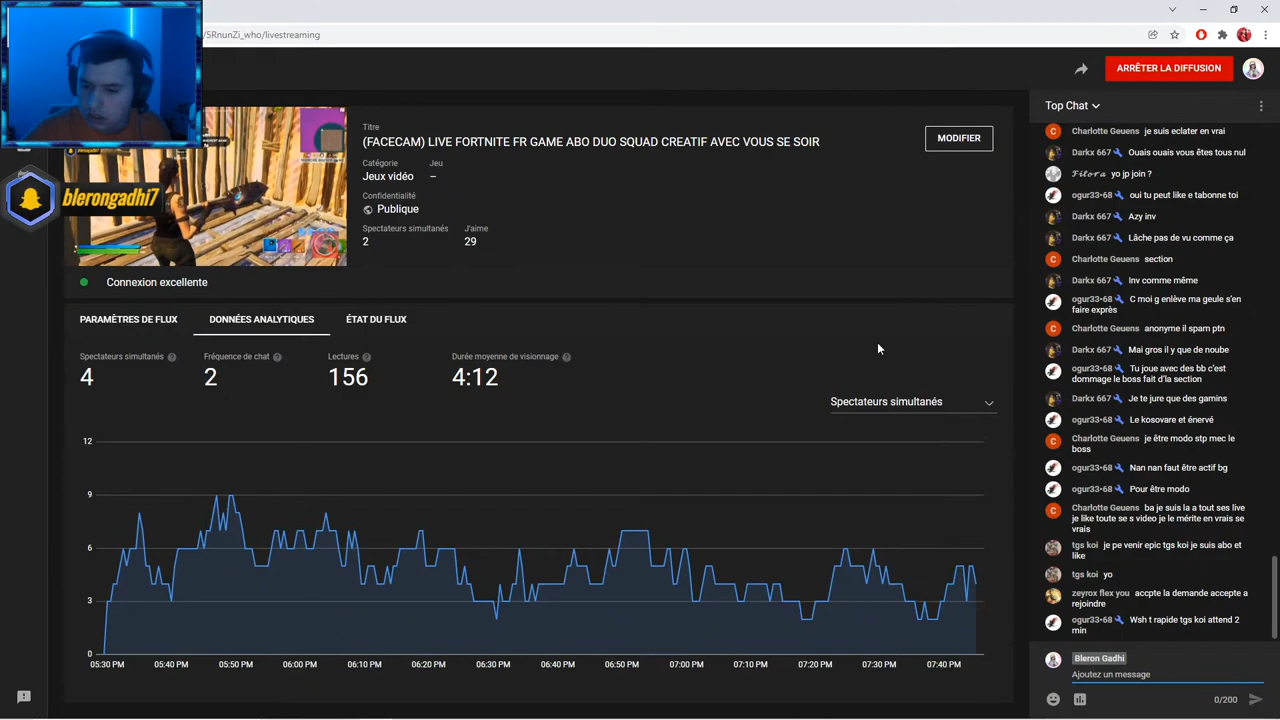 /5RnunZi_who/livestreaming
ARRÊTER LA DIFFUSION
blerongadhi7
Titre
(FACECAM) LIVE FORTNITE FR GAME ABO DUO SQUAD CREATIF AVEC VOUS SE SOIR
MODIFIER
Catégorie Jeu
Jeux vidéo –
Confidentialité
Publique
Spectateurs simultanés J'aime
2 29
Connexion excellente
PARAMÈTRES DE FLUX DONNÉES ANALYTIQUES ÉTAT DU FLUX
Spectateurs simultanés Fréquence de chat Lectures Durée moyenne de visionnage
4 2 156 4:12
Spectateurs simultanés
12
9
6
3
0
05:30 PM 05:40 PM 05:50 PM 06:00 PM 06:10 PM 06:20 PM 06:30 PM 06:40 PM 06:50 PM 07:00 PM 07:10 PM 07:20 PM 07:30 PM 07:40 PM
Top Chat
Charlotte Geuens je suis eclater en vrai
Darkx 667 Ouais ouais vous êtes tous nul
Filora yo jp join ?
ogur33•68 oui tu peut like e tabonne toi
Darkx 667 Azy inv
Darkx 667 Lâche pas de vu comme ça
Charlotte Geuens section
Darkx 667 Inv comme même
ogur33•68 C moi g enlève ma geule s'en
faire exprès
Charlotte Geuens anonyme il spam ptn
Darkx 667 Mai gros il y que de noube
ogur33•68 Tu joue avec des bb c'est
dommage le boss fait d'la section
Darkx 667 Je te jure que des gamins
ogur33•68 Le kosovare et énervé
Charlotte Geuens je être modo stp mec le
boss
ogur33•68 Nan nan faut être actif bg
ogur33•68 Pour être modo
Charlotte Geuens ba je suis la a tout ses live
je like toute se s video je le mérite en vrais se
vrais
tgs koi je pe venir epic tgs koi je suis abo et
like
tgs koi yo
zeyrox flex you accpte la demande accepte a
rejoindre
ogur33•68 Wsh t rapide tgs koi attend 2
min
Bleron Gadhi
Ajoutez un message
0/200